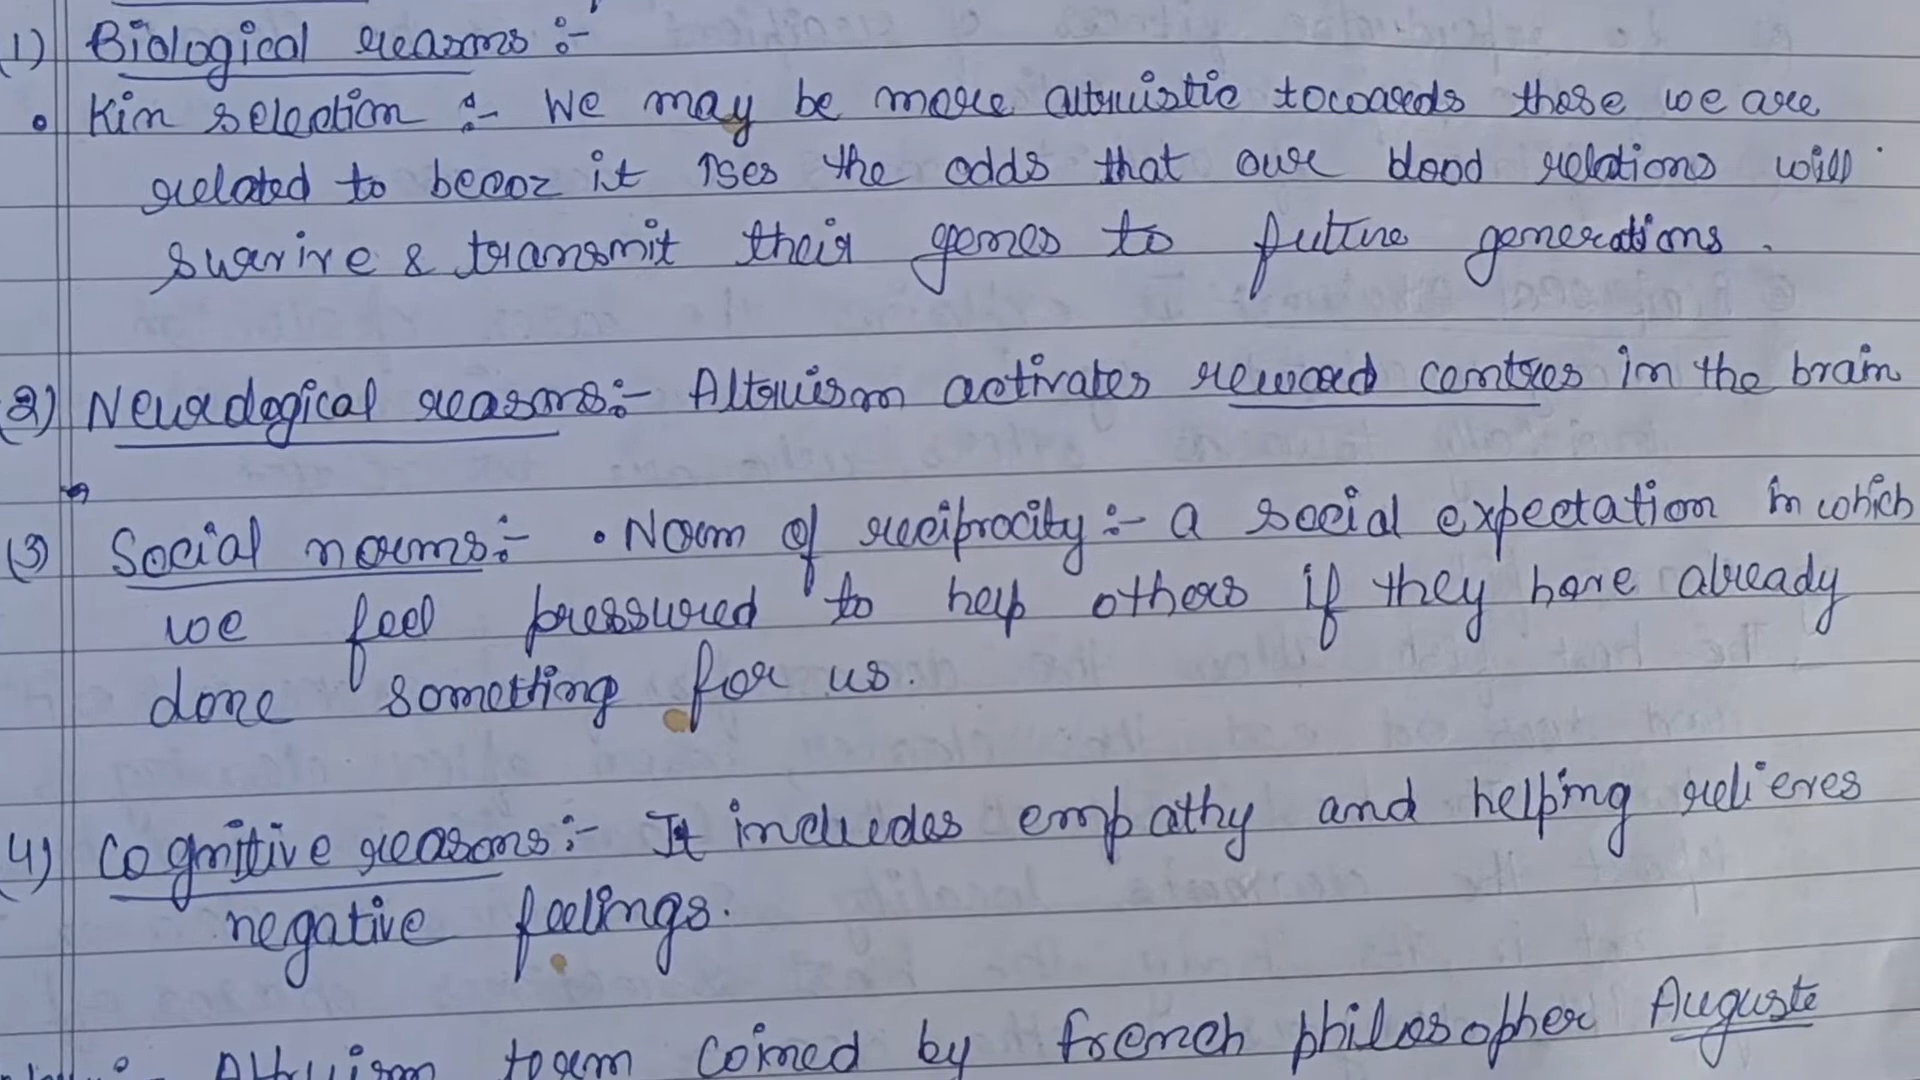 (1) Biological reasons :-
• Kin selection :- We may be more altruistic towards those we are
related to becoz it ises the odds that our blood relations will
survive & transmit their genes to future generations.
(2) Neurological reasons:- Altruism activates reward centres in the brain
(3) Social norms:- • Norm of reciprocity :- a social expectation in which
we feel pressured to help others if they have already
done something for us.
(4) Cognitive reasons:- It includes empathy and helping relieves
negative feelings.
:- Altruism term coined by french philosopher Auguste